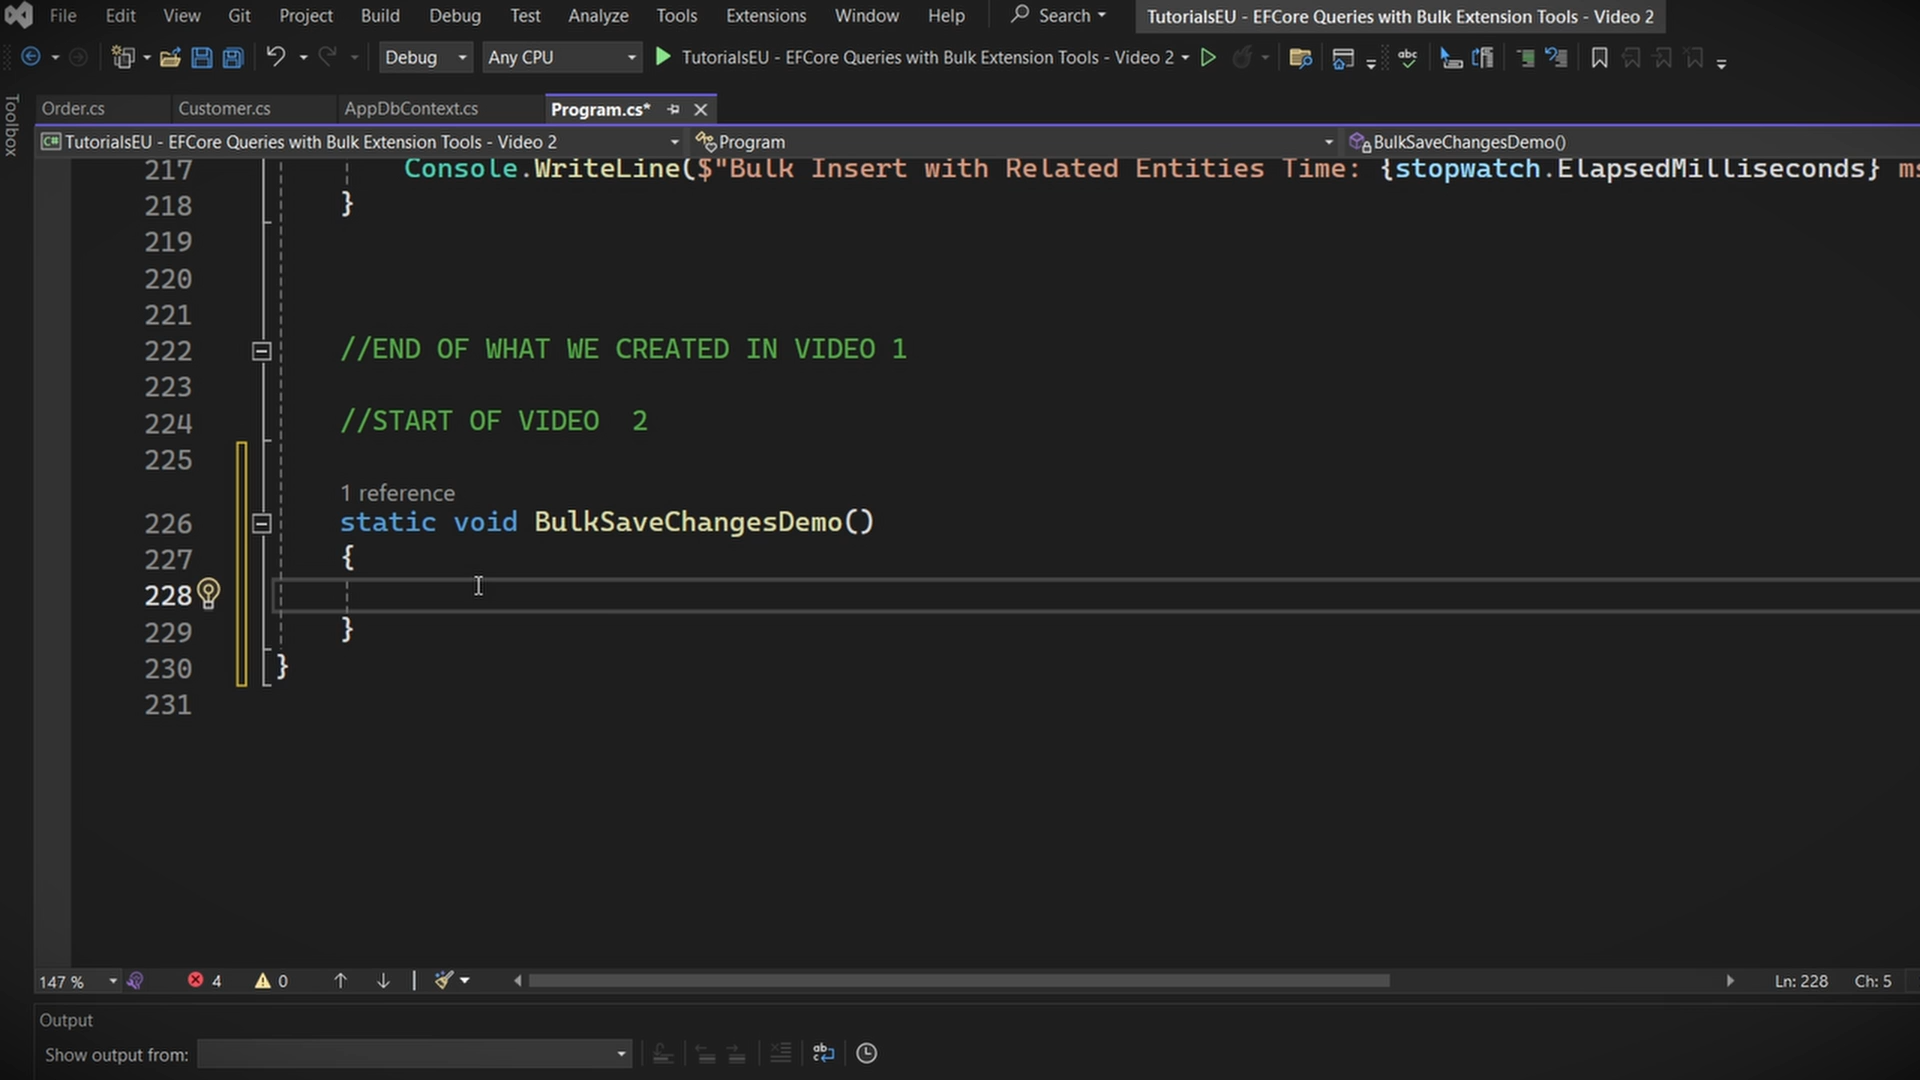 File Edit View Git Project Build Debug Test Analyze Tools Extensions Window Help Search TutorialsEU - EFCore Queries with Bulk Extension Tools - Video 2
Debug Any CPU TutorialsEU - EFCore Queries with Bulk Extension Tools - Video 2
Toolbox
Order.cs Customer.cs AppDbContext.cs Program.cs*
C# TutorialsEU - EFCore Queries with Bulk Extension Tools - Video 2 Program BulkSaveChangesDemo()
217 Console.WriteLine($"Bulk Insert with Related Entities Time: {stopwatch.ElapsedMilliseconds} ms
218 }
219
220
221
222 //END OF WHAT WE CREATED IN VIDEO 1
223
224 //START OF VIDEO  2
225
1 reference
226 static void BulkSaveChangesDemo()
227 {
228
229 }
230 }
231
147 % 4 0 Ln: 228 Ch: 5
Output
Show output from: